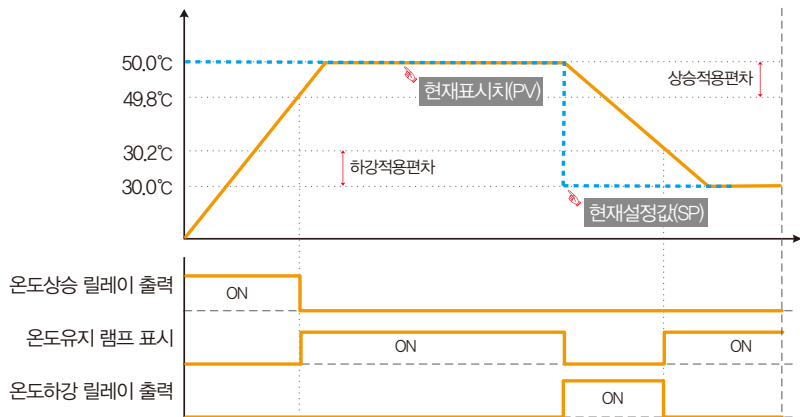 50.0℃
49.8℃
30.2℃
30.0℃
현재표시치(PV)
상승적용편차
하강적용편차
현재설정값(SP)
온도상승 릴레이 출력
ON
온도유지 램프 표시
ON
ON
온도하강 릴레이 출력
ON